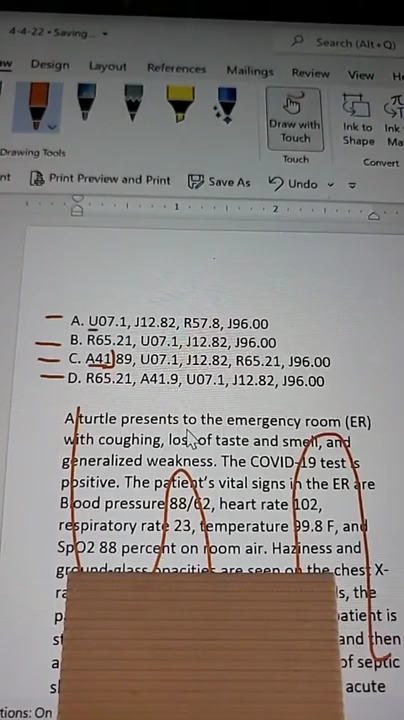 4-4-22 • Saving...
Search (Alt+Q)
Design Layout References Mailings Review View
Draw with Touch
Ink to Shape
Drawing Tools
Touch
Convert
Print Preview and Print Save As Undo
1 2
A. U07.1, J12.82, R57.8, J96.00
B. R65.21, U07.1, J12.82, J96.00
C. A41.89, U07.1, J12.82, R65.21, J96.00
D. R65.21, A41.9, U07.1, J12.82, J96.00
A turtle presents to the emergency room (ER)
with coughing, loss of taste and smell, and
generalized weakness. The COVID-19 test is
positive. The patient's vital signs in the ER are
Blood pressure 88/62, heart rate 102,
respiratory rate 23, temperature 99.8 F, and
SpO2 88 percent on room air. Haziness and
ground-glass opacities are seen on the chest X-
the
is
and then
of septic
acute
On